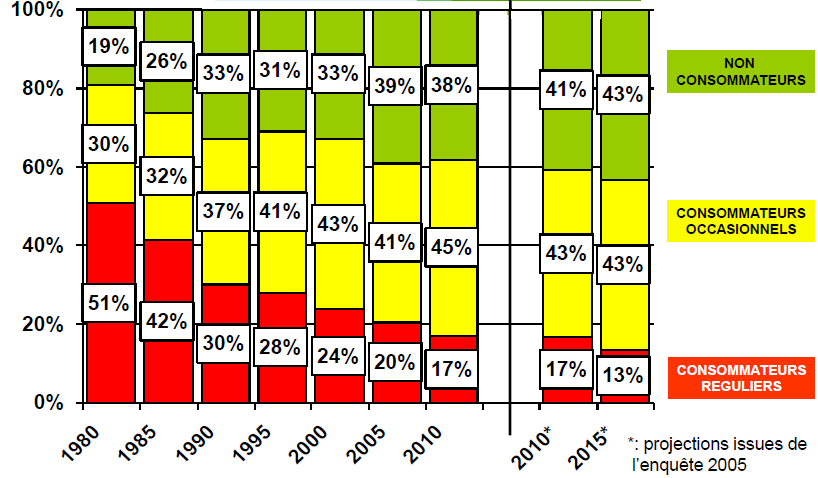 100%
80%
60%
40%
20%
0%
19% 26% 33% 31% 33% 39% 38% 41% 43%
30% 32% 37% 41% 43% 41% 45% 43% 43%
51% 42% 30% 28% 24% 20% 17% 17% 13%
1980 1985 1990 1995 2000 2005 2010 2010* 2015*
NON
CONSOMMATEURS
CONSOMMATEURS
OCCASIONNELS
CONSOMMATEURS
REGULIERS
*: projections issues de
l'enquête 2005